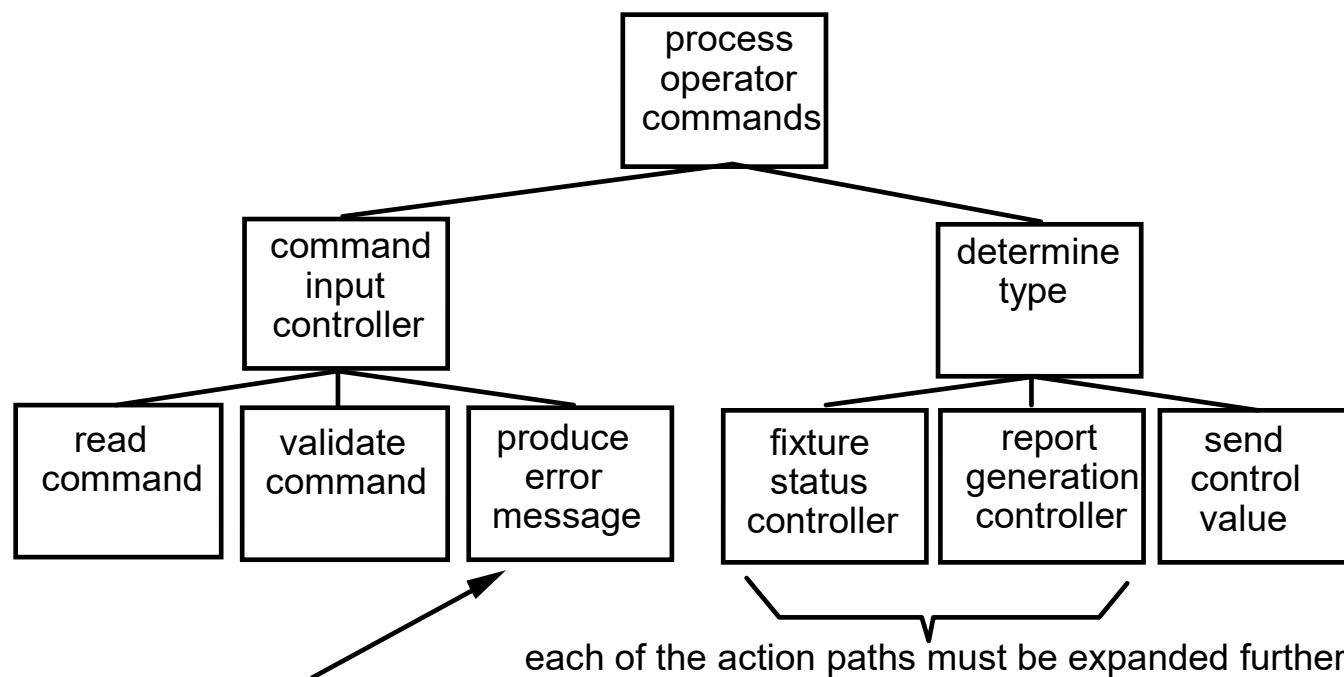 process
operator
commands
command
input
controller
determine
type
read
command
validate
command
produce
error
message
fixture
status
controller
report
generation
controller
send
control
value
each of the action paths must be expanded further